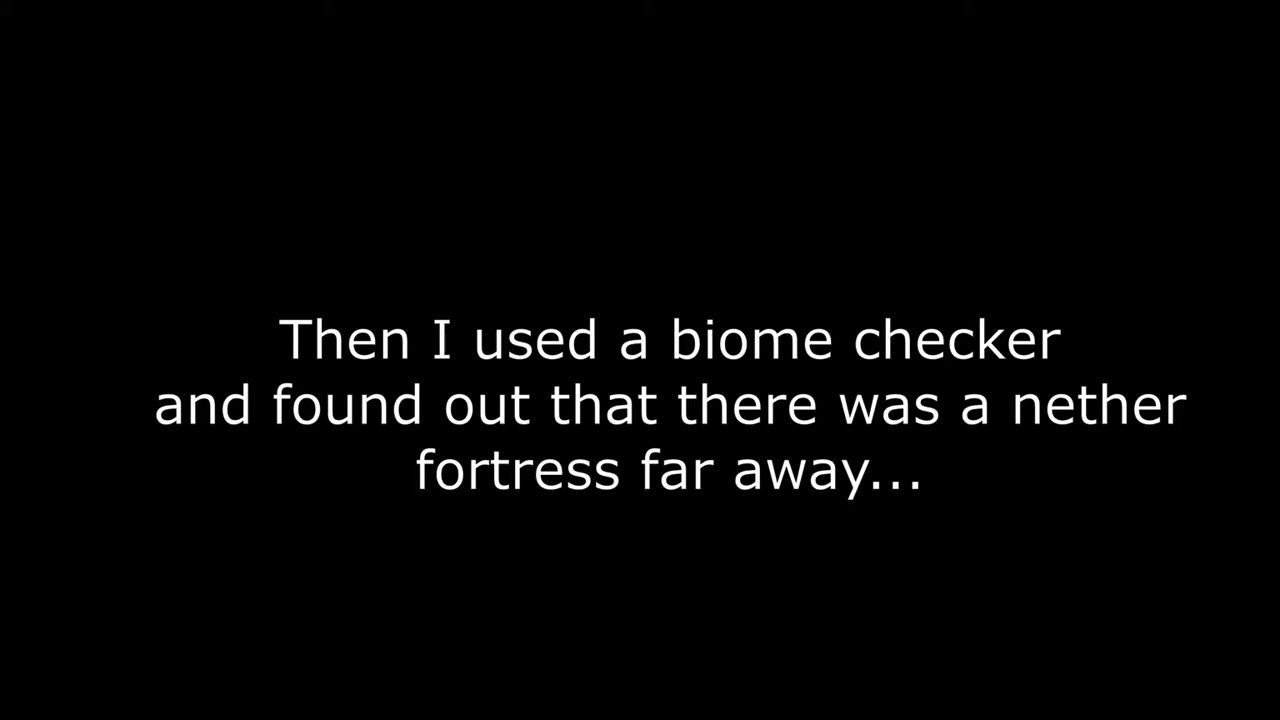 Then I used a biome checker
and found out that there was a nether
fortress far away...